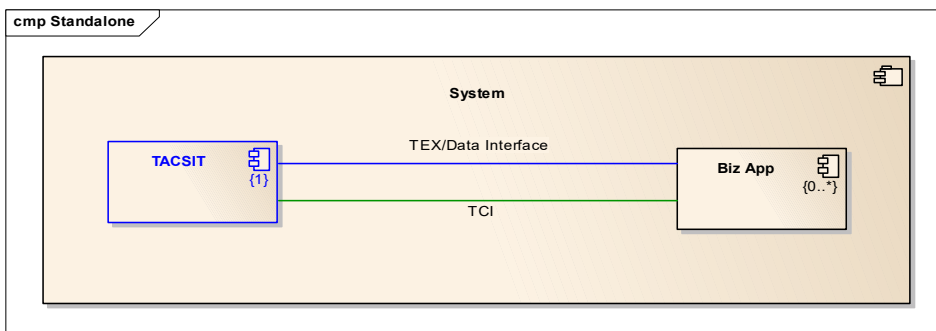 cmp Standalone
System
TEX/Data Interface
TACSIT
{1}
Biz App
{0..*}
TCI